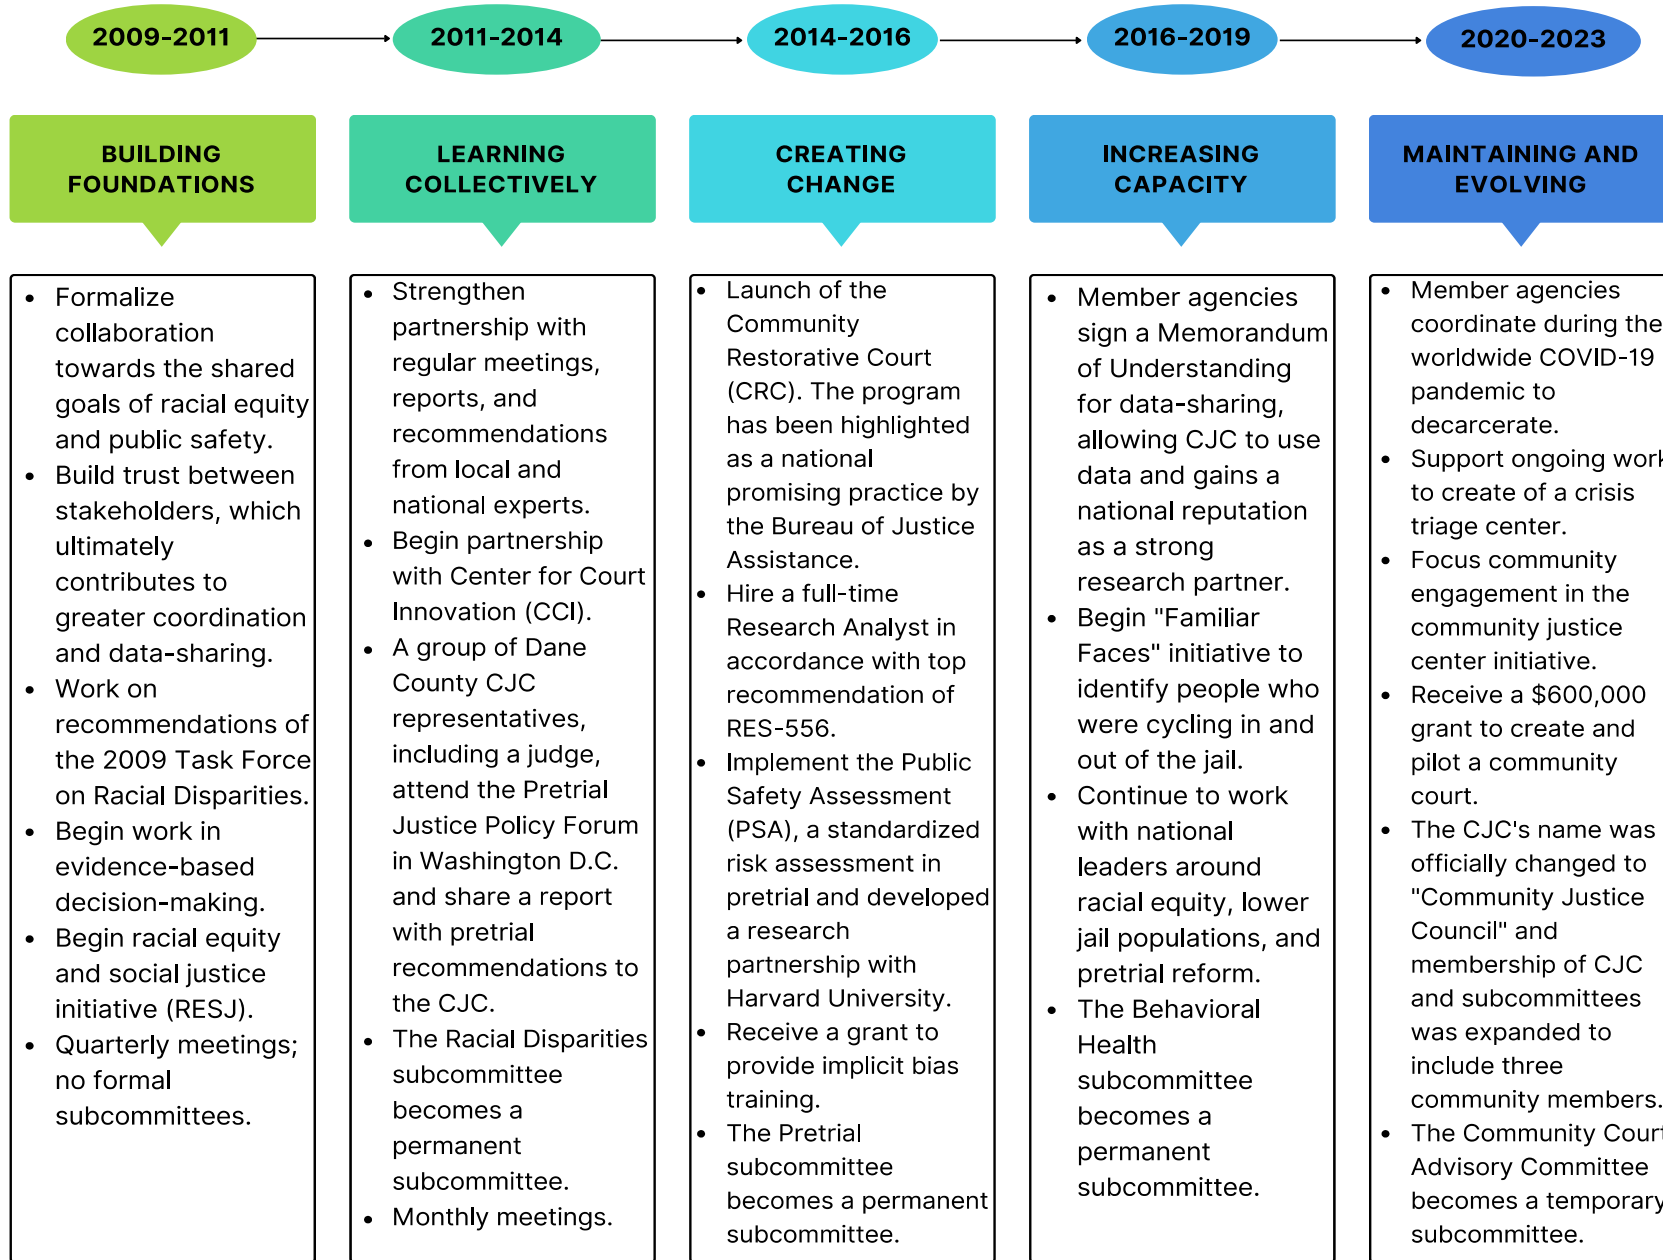 2009-2011
2011-2014
2014-2016
2016-2019
2020-2023
BUILDING
FOUNDATIONS
LEARNING
COLLECTIVELY
CREATING
CHANGE
INCREASING
CAPACITY
MAINTAINING AND
EVOLVING
• Formalize
collaboration
towards the shared
goals of racial equity
and public safety.
• Build trust between
stakeholders, which
ultimately
contributes to
greater coordination
and data-sharing.
• Work on
recommendations of
the 2009 Task Force
on Racial Disparities.
• Begin work in
evidence-based
decision-making.
• Begin racial equity
and social justice
initiative (RESJ).
• Quarterly meetings;
no formal
subcommittees.
• Strengthen
partnership with
regular meetings,
reports, and
recommendations
from local and
national experts.
• Begin partnership
with Center for Court
Innovation (CCI).
• A group of Dane
County CJC
representatives,
including a judge,
attend the Pretrial
Justice Policy Forum
in Washington D.C.
and share a report
with pretrial
recommendations to
the CJC.
• The Racial Disparities
subcommittee
becomes a
permanent
subcommittee.
• Monthly meetings.
• Launch of the
Community
Restorative Court
(CRC). The program
has been highlighted
as a national
promising practice by
the Bureau of Justice
Assistance.
• Hire a full-time
Research Analyst in
accordance with top
recommendation of
RES-556.
• Implement the Public
Safety Assessment
(PSA), a standardized
risk assessment in
pretrial and developed
a research
partnership with
Harvard University.
• Receive a grant to
provide implicit bias
training.
• The Pretrial
subcommittee
becomes a permanent
subcommittee.
• Member agencies
sign a Memorandum
of Understanding
for data-sharing,
allowing CJC to use
data and gains a
national reputation
as a strong
research partner.
• Begin "Familiar
Faces" initiative to
identify people who
were cycling in and
out of the jail.
• Continue to work
with national
leaders around
racial equity, lower
jail populations, and
pretrial reform.
• The Behavioral
Health
subcommittee
becomes a
permanent
subcommittee.
• Member agencies
coordinate during the
worldwide COVID-19
pandemic to
decarcerate.
• Support ongoing work
to create of a crisis
triage center.
• Focus community
engagement in the
community justice
center initiative.
• Receive a $600,000
grant to create and
pilot a community
court.
• The CJC's name was
officially changed to
"Community Justice
Council" and
membership of CJC
and subcommittees
was expanded to
include three
community members.
• The Community Court
Advisory Committee
becomes a temporary
subcommittee.